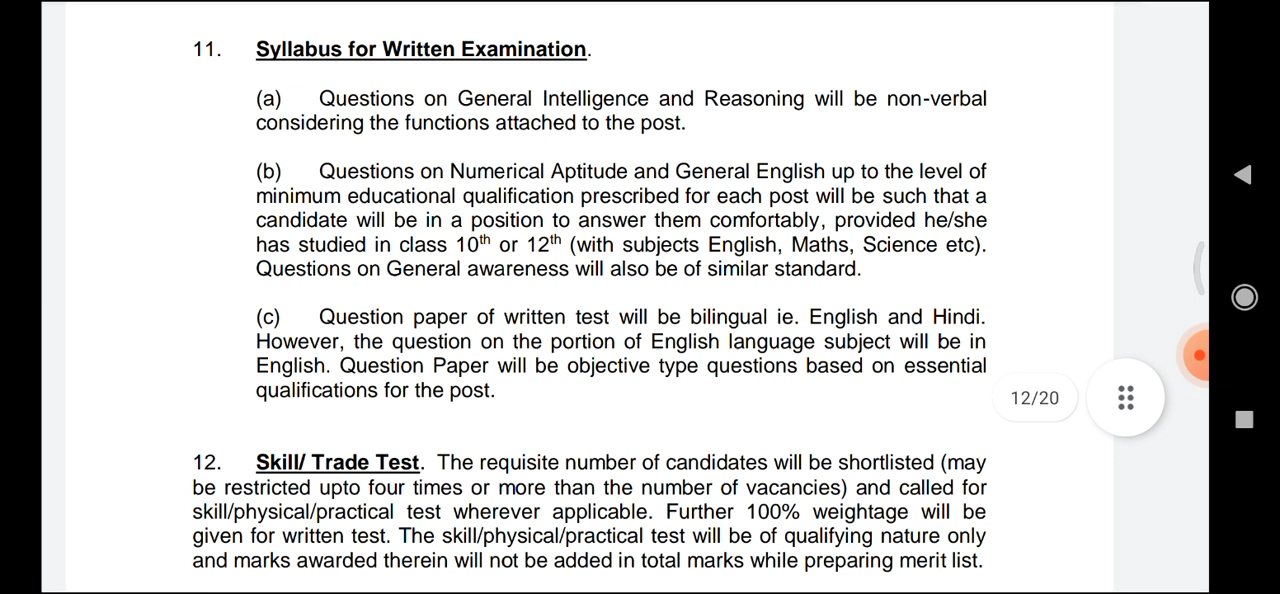 11. Syllabus for Written Examination.
(a) Questions on General Intelligence and Reasoning will be non-verbal
considering the functions attached to the post.
(b) Questions on Numerical Aptitude and General English up to the level of
minimum educational qualification prescribed for each post will be such that a
candidate will be in a position to answer them comfortably, provided he/she
has studied in class 10th or 12th (with subjects English, Maths, Science etc).
Questions on General awareness will also be of similar standard.
(c) Question paper of written test will be bilingual ie. English and Hindi.
However, the question on the portion of English language subject will be in
English. Question Paper will be objective type questions based on essential
qualifications for the post.
12/20
12. Skill/ Trade Test. The requisite number of candidates will be shortlisted (may
be restricted upto four times or more than the number of vacancies) and called for
skill/physical/practical test wherever applicable. Further 100% weightage will be
given for written test. The skill/physical/practical test will be of qualifying nature only
and marks awarded therein will not be added in total marks while preparing merit list.